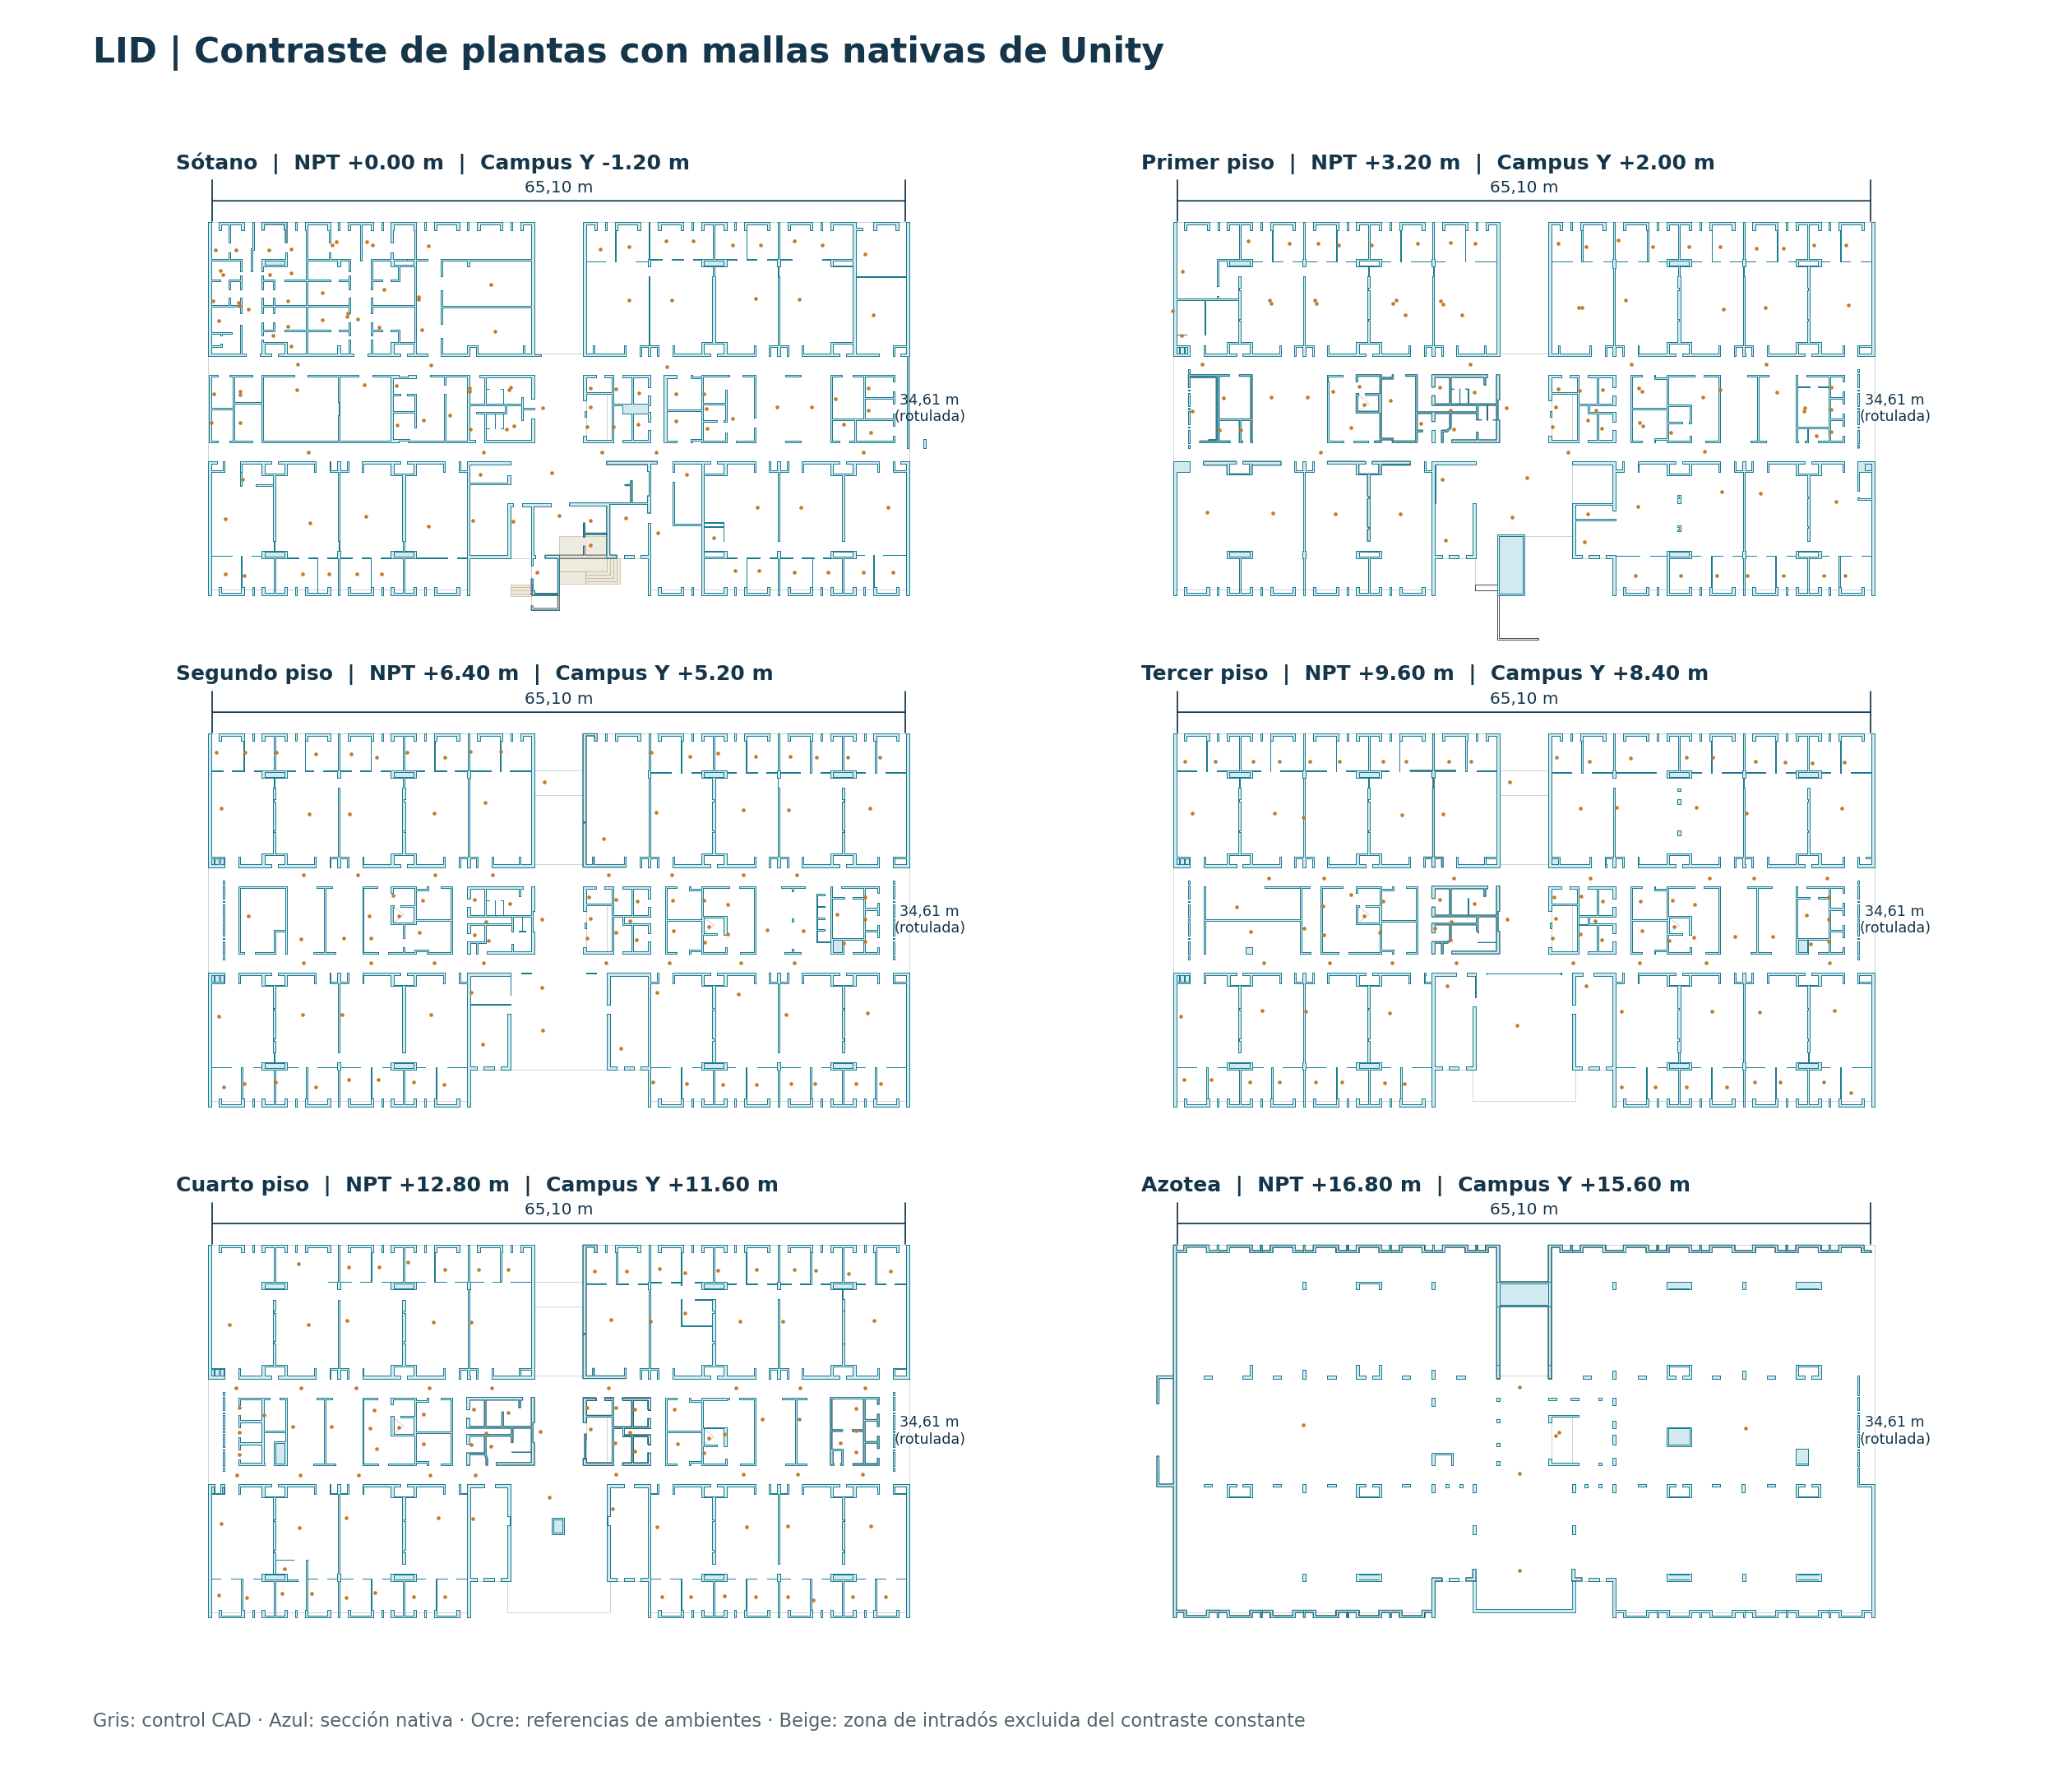 LID | Contraste de plantas con mallas nativas de Unity
Sótano | NPT +0.00 m | Campus Y -1.20 m
65,10 m
34,61 m
(rotulada)
Primer piso | NPT +3.20 m | Campus Y +2.00 m
65,10 m
34,61 m
(rotulada)
Segundo piso | NPT +6.40 m | Campus Y +5.20 m
65,10 m
34,61 m
(rotulada)
Tercer piso | NPT +9.60 m | Campus Y +8.40 m
65,10 m
34,61 m
(rotulada)
Cuarto piso | NPT +12.80 m | Campus Y +11.60 m
65,10 m
34,61 m
(rotulada)
Azotea | NPT +16.80 m | Campus Y +15.60 m
65,10 m
34,61 m
(rotulada)
Gris: control CAD · Azul: sección nativa · Ocre: referencias de ambientes · Beige: zona de intradós excluida del contraste constante